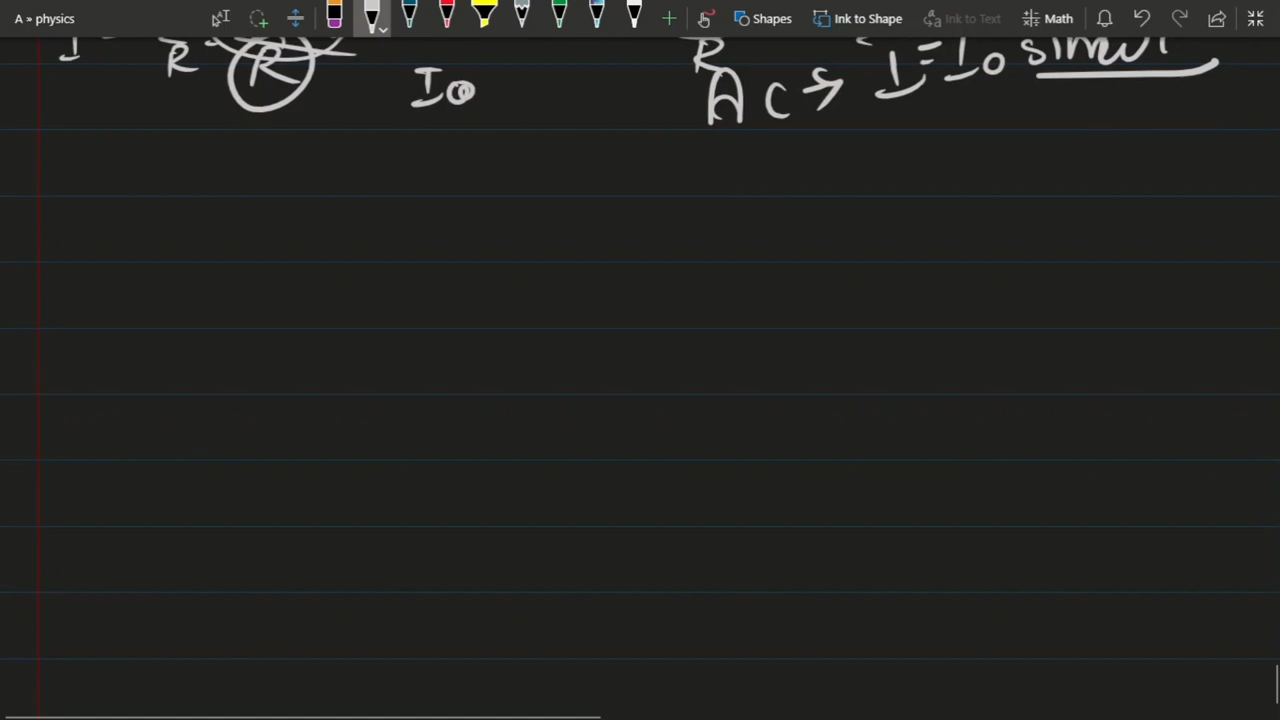 A » physics Shapes Ink to Shape Ink to Text Math
I R R I0 R I = I0 sinωt
AC →